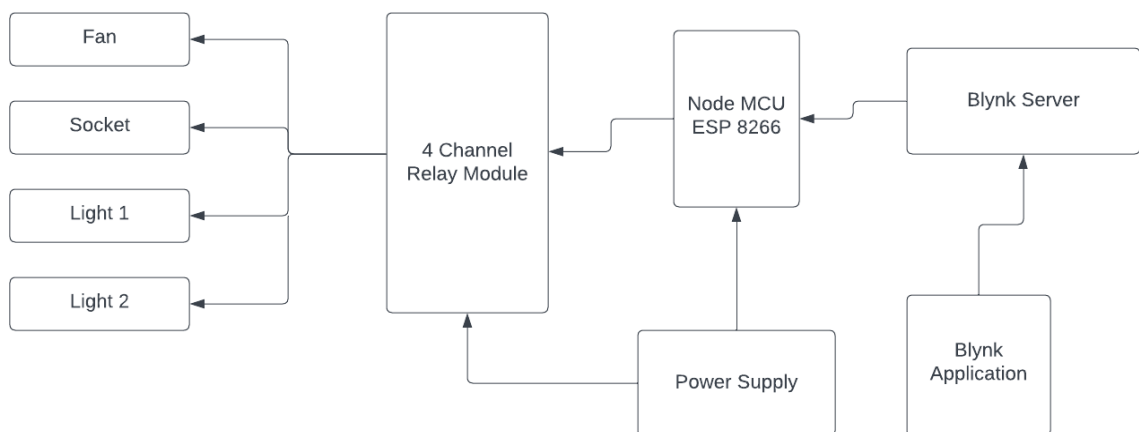 Fan
Socket
Light 1
Light 2
4 Channel
Relay Module
Node MCU
ESP 8266
Blynk Server
Power Supply
Blynk
Application